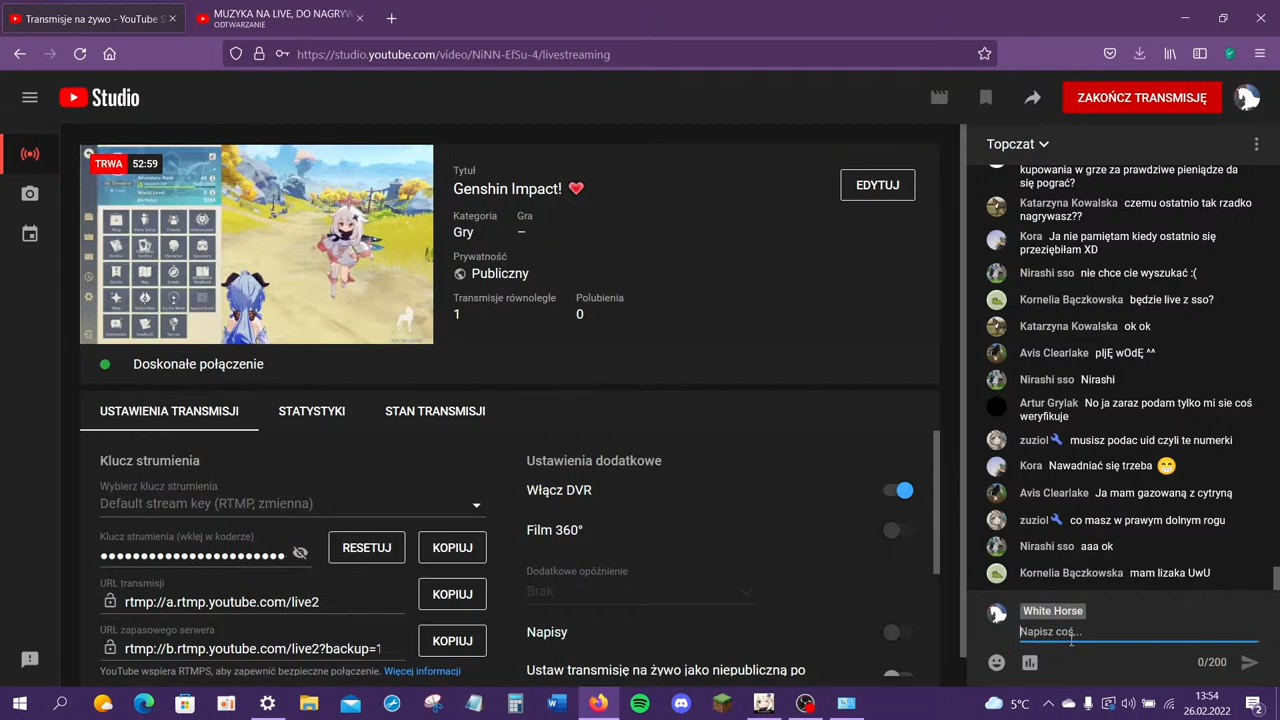 Transmisje na żywo - YouTube S
MUZYKA NA LIVE, DO NAGRYW
ODTWARZANIE
https://studio.youtube.com/video/NiNN-EfSu-4/livestreaming
Studio
ZAKOŃCZ TRANSMISJĘ
TRWA 52:59
Tytuł
Genshin Impact! ❤️
EDYTUJ
Kategoria Gra
Gry –
Prywatność
Publiczny
Transmisje równoległe Polubienia
1 0
Doskonałe połączenie
USTAWIENIA TRANSMISJI STATYSTYKI STAN TRANSMISJI
Klucz strumienia
Wybierz klucz strumienia
Default stream key (RTMP, zmienna)
Klucz strumienia (wklej w koderze)
RESETUJ KOPIUJ
URL transmisji
rtmp://a.rtmp.youtube.com/live2
KOPIUJ
URL zapasowego serwera
rtmp://b.rtmp.youtube.com/live2?backup=1
KOPIUJ
YouTube wspiera RTMPS, aby zapewnić bezpieczne połączenie. Więcej informacji
Ustawienia dodatkowe
Włącz DVR
Film 360°
Dodatkowe opóźnienie
Brak
Napisy
Ustaw transmisję na żywo jako niepubliczną po
Topczat
kupowania w grze za prawdziwe pieniądze da
się pograć?
Katarzyna Kowalska czemu ostatnio tak rzadko
nagrywasz??
Kora Ja nie pamiętam kiedy ostatnio się
przeziębiłam XD
Nirashi sso nie chce cie wyszukać :(
Kornelia Bączkowska będzie live z sso?
Katarzyna Kowalska ok ok
Avis Clearlake pIjĘ wOdĘ ^^
Nirashi sso Nirashi
Artur Grylak No ja zaraz podam tylko mi sie coś
weryfikuje
zuziol musisz podac uid czyli te numerki
Kora Nawadniać się trzeba 😁
Avis Clearlake Ja mam gazowaną z cytryną
zuziol co masz w prawym dolnym rogu
Nirashi sso aaa ok
Kornelia Bączkowska mam lizaka UwU
White Horse
Napisz coś...
0/200
5°C
13:54
26.02.2022
2